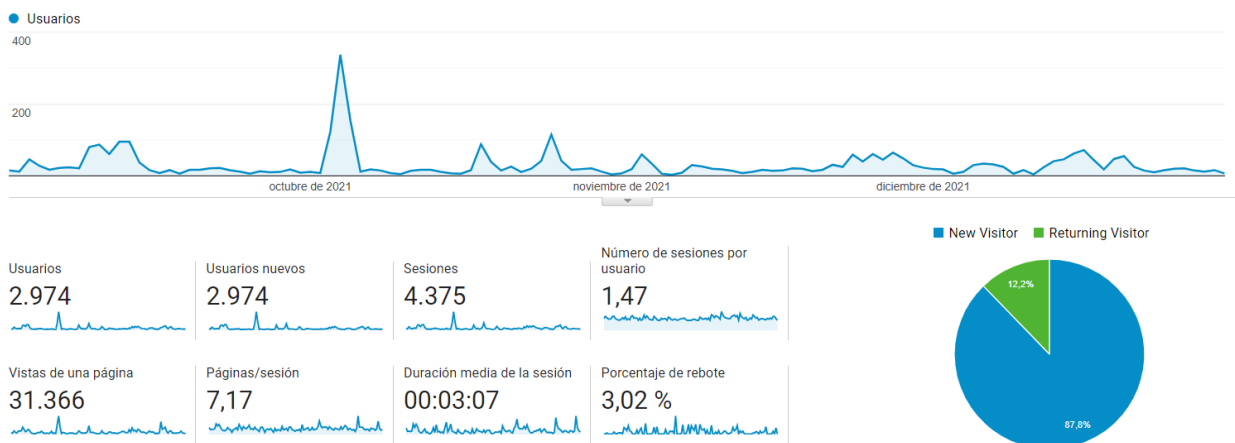 Usuarios
400
200
octubre de 2021
noviembre de 2021
diciembre de 2021
New Visitor
Returning Visitor
Usuarios
2.974
Usuarios nuevos
2.974
Sesiones
4.375
Número de sesiones por
usuario
1,47
Vistas de una página
31.366
Páginas/sesión
7,17
Duración media de la sesión
00:03:07
Porcentaje de rebote
3,02 %
12,2%
87,8%